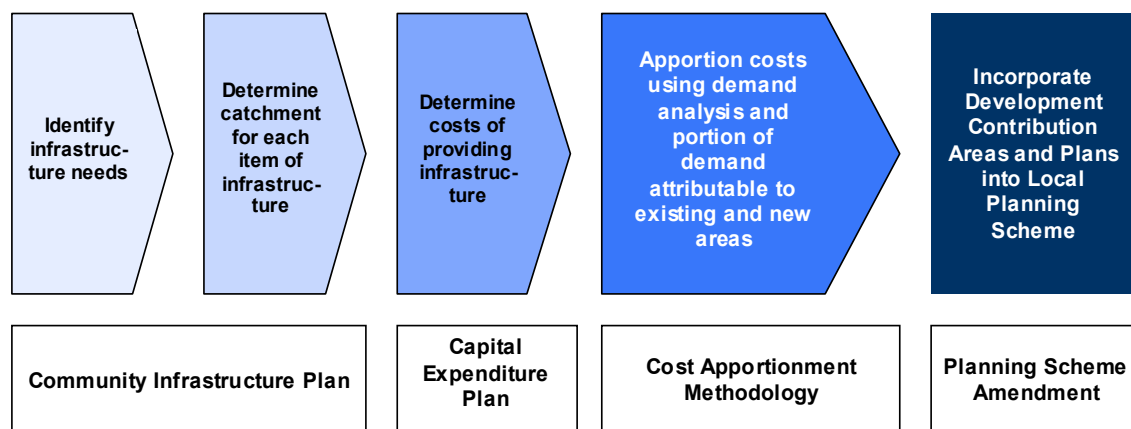 Identify
infrastruc-
ture needs
Determine
catchment
for each
item of
infrastruc-
ture
Determine
costs of
providing
infrastruc-
ture
Apportion costs
using demand
analysis and
portion of
demand
attributable to
existing and new
areas
Incorporate
Development
Contribution
Areas and Plans
into Local
Planning
Scheme
Community Infrastructure Plan
Capital
Expenditure
Plan
Cost Apportionment
Methodology
Planning Scheme
Amendment